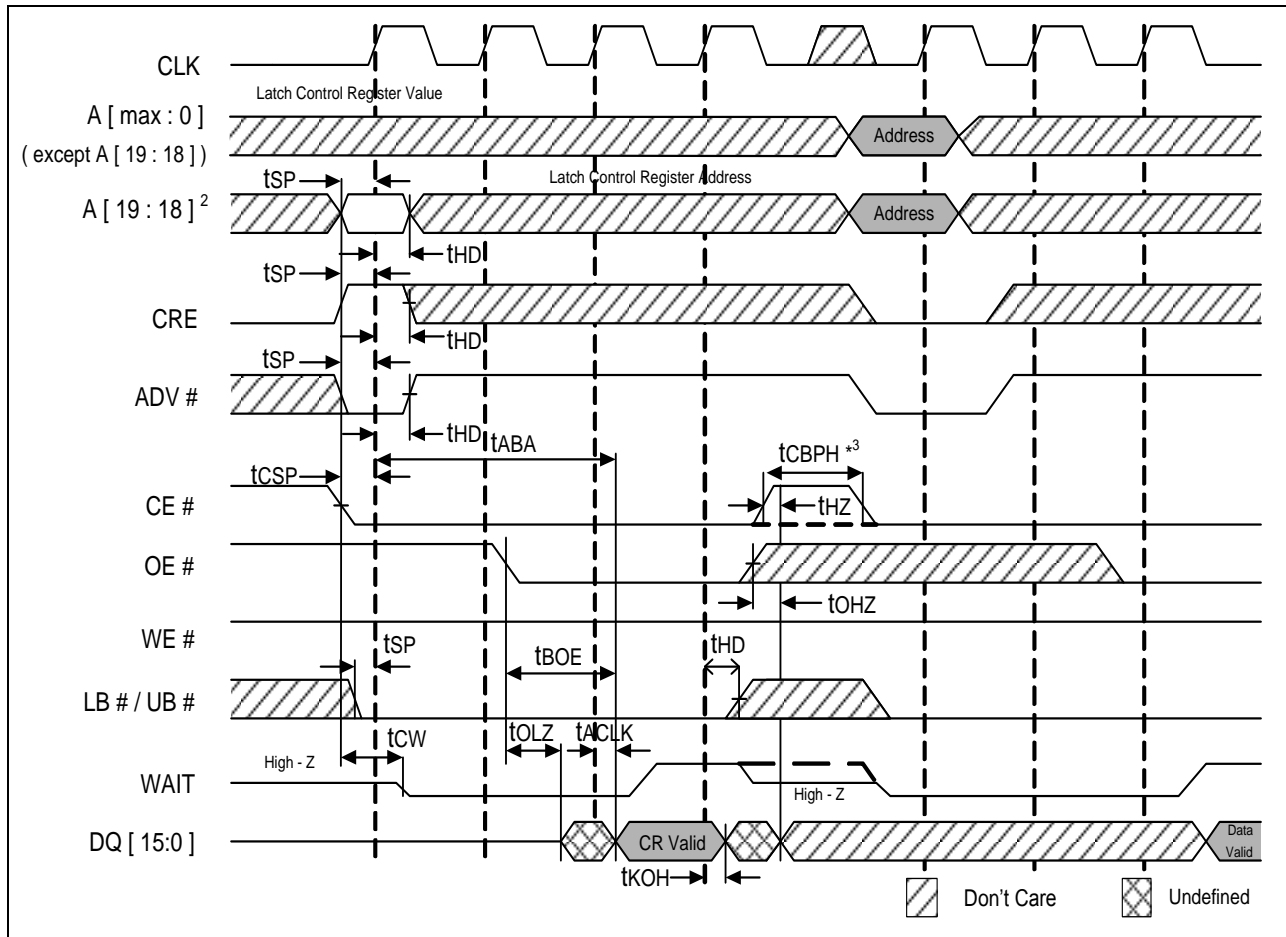 CLK
Latch Control Register Value
A [ max : 0 ]
( except A [ 19 : 18 ] )
Address
tSP
Latch Control Register Address
A [ 19 : 18 ] 2
Address
tHD
tSP
CRE
tHD
tSP
ADV #
tHD
tABA
tCBPH *3
tCSP
CE #
tHZ
OE #
tOHZ
WE #
tSP
tHD
tBOE
LB # / UB #
tCW
tOLZ
tACLK
High - Z
WAIT
High - Z
DQ [ 15:0 ]
CR Valid
Data
Valid
tKOH
Don't Care
Undefined